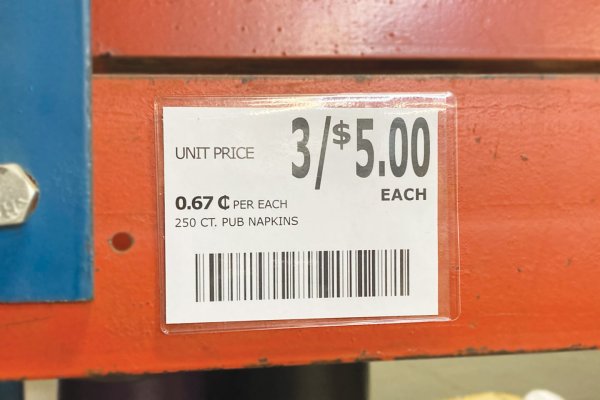 UNIT PRICE
3/$5.00
EACH
0.67 ₵ PER EACH
250 CT. PUB NAPKINS